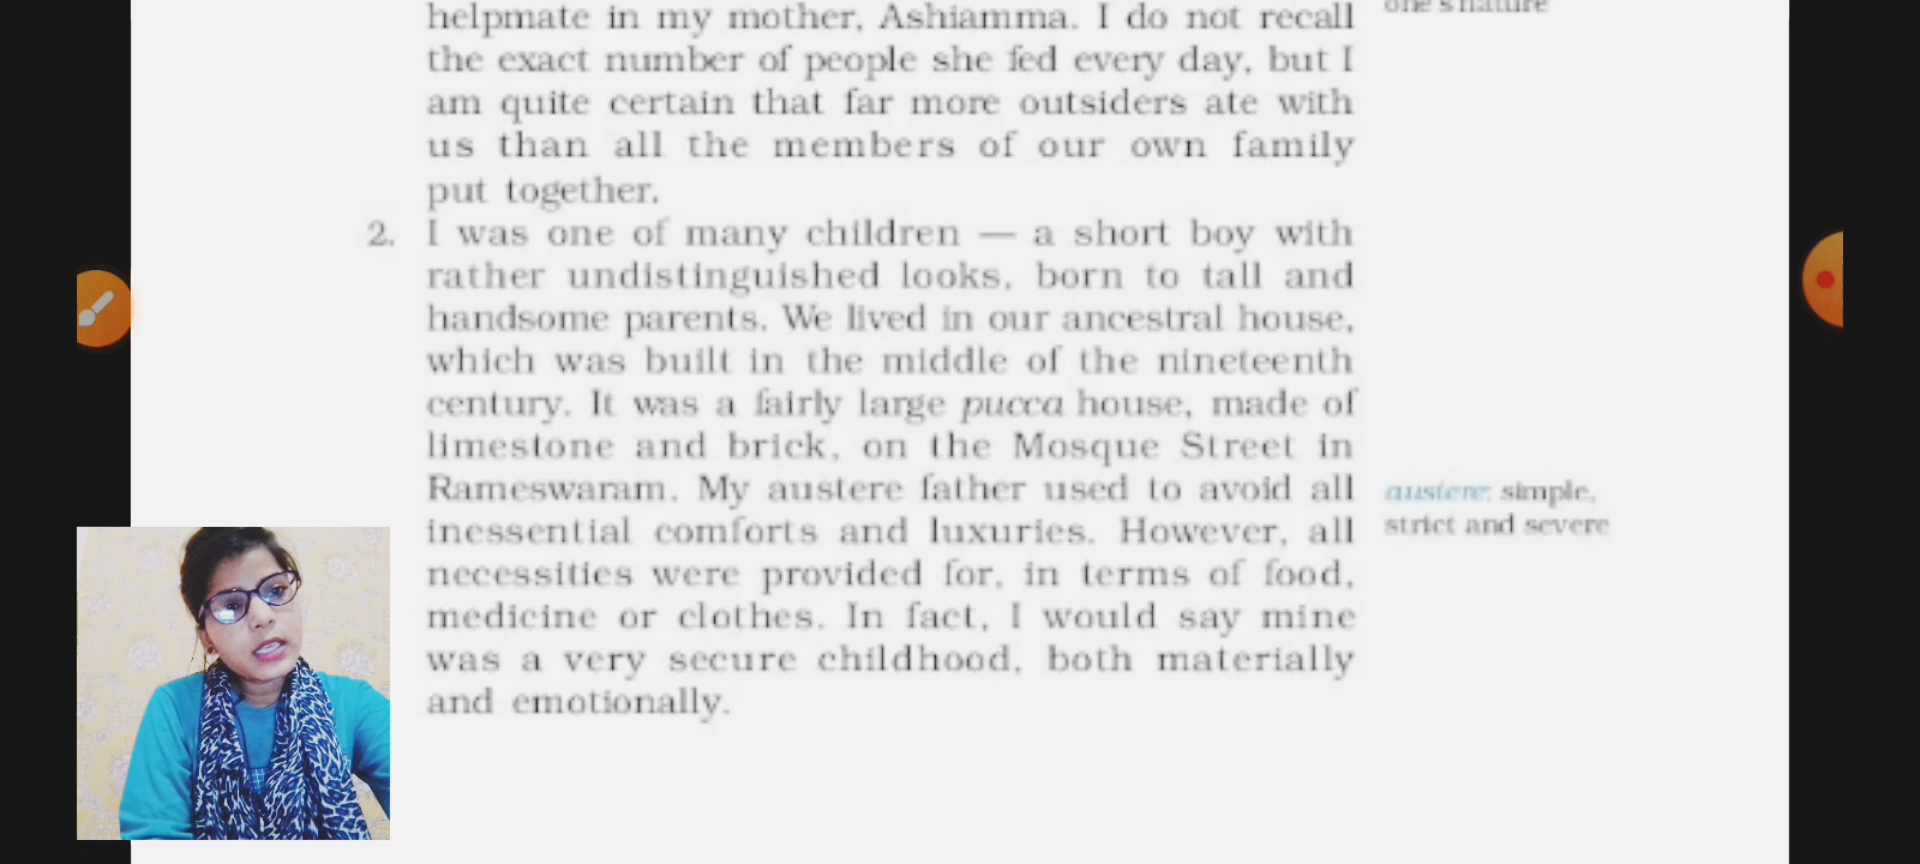 helpmate in my mother, Ashiamma. I do not recall
one's nature
the exact number of people she fed every day, but I
am quite certain that far more outsiders ate with
us than all the members of our own family
put together.
2. I was one of many children — a short boy with
rather undistinguished looks, born to tall and
handsome parents. We lived in our ancestral house,
which was built in the middle of the nineteenth
century. It was a fairly large pucca house, made of
limestone and brick, on the Mosque Street in
Rameswaram. My austere father used to avoid all
inessential comforts and luxuries. However, all
necessities were provided for, in terms of food,
medicine or clothes. In fact, I would say mine
was a very secure childhood, both materially
and emotionally.
austere: simple,
strict and severe